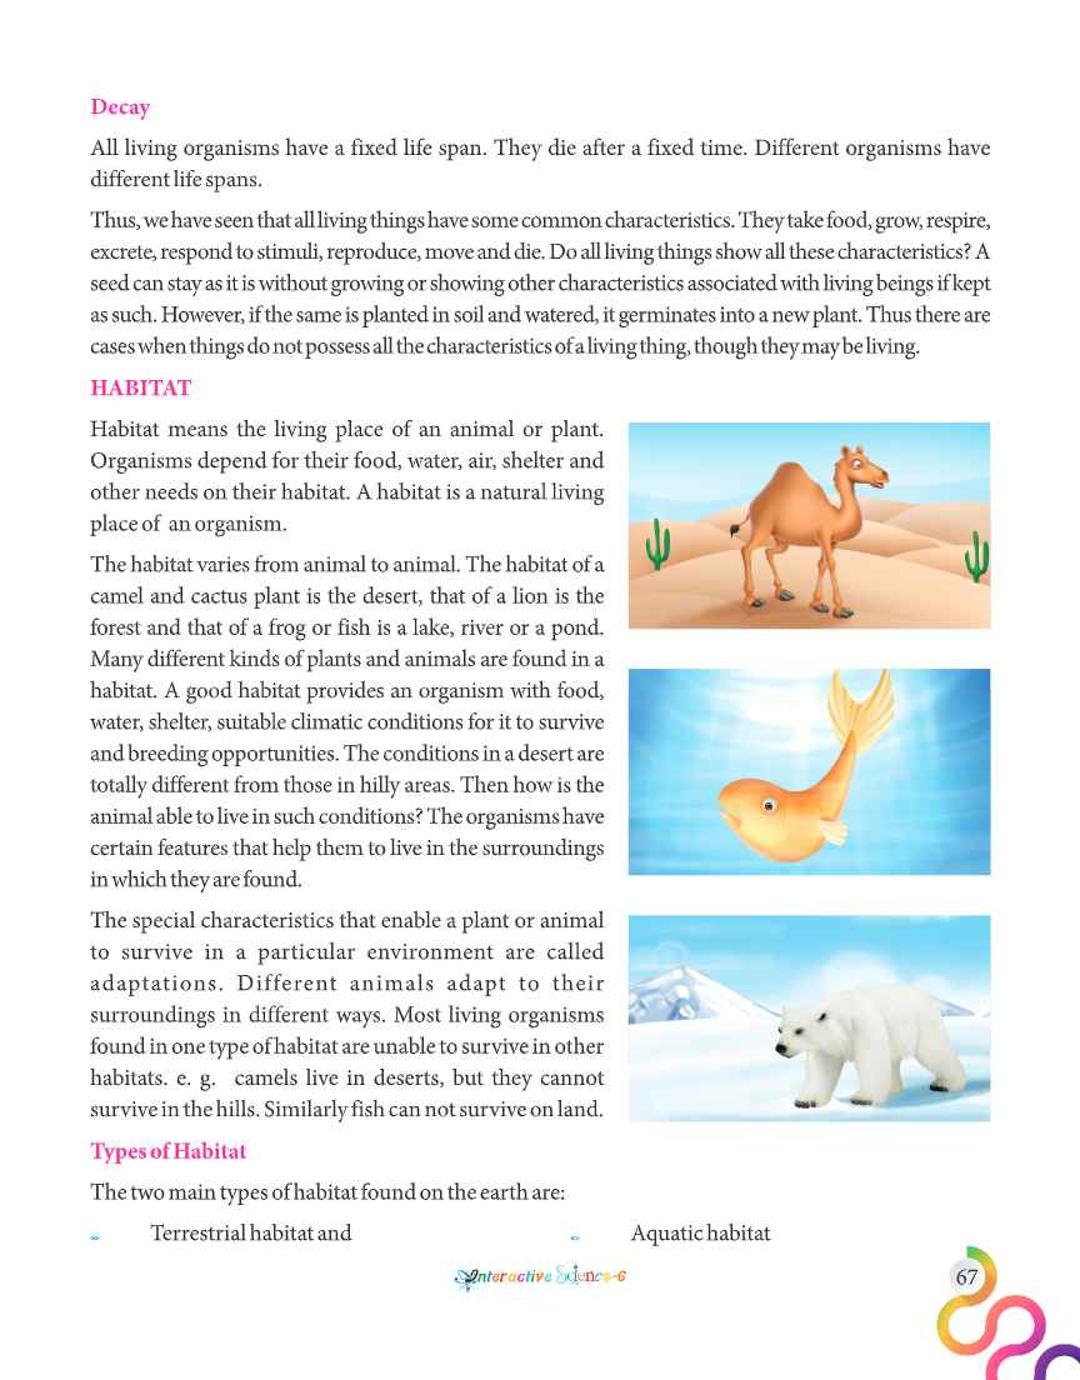 Decay
All living organisms have a fixed life span. They die after a fixed time. Different organisms have
different life spans.
Thus, we have seen that all living things have some common characteristics. They take food, grow, respire,
excrete, respond to stimuli, reproduce, move and die. Do all living things show all these characteristics? A
seed can stay as it is without growing or showing other characteristics associated with living beings if kept
as such. However, if the same is planted in soil and watered, it germinates into a new plant. Thus there are
cases when things do not possess all the characteristics of a living thing, though they may be living.
HABITAT
Habitat means the living place of an animal or plant.
Organisms depend for their food, water, air, shelter and
other needs on their habitat. A habitat is a natural living
place of an organism.
The habitat varies from animal to animal. The habitat of a
camel and cactus plant is the desert, that of a lion is the
forest and that of a frog or fish is a lake, river or a pond.
Many different kinds of plants and animals are found in a
habitat. A good habitat provides an organism with food,
water, shelter, suitable climatic conditions for it to survive
and breeding opportunities. The conditions in a desert are
totally different from those in hilly areas. Then how is the
animal able to live in such conditions? The organisms have
certain features that help them to live in the surroundings
in which they are found.
The special characteristics that enable a plant or animal
to survive in a particular environment are called
adaptations. Different animals adapt to their
surroundings in different ways. Most living organisms
found in one type of habitat are unable to survive in other
habitats. e. g. camels live in deserts, but they cannot
survive in the hills. Similarly fish can not survive on land.
Types of Habitat
The two main types of habitat found on the earth are:
Terrestrial habitat and
Aquatic habitat
Interactive Science-6
67